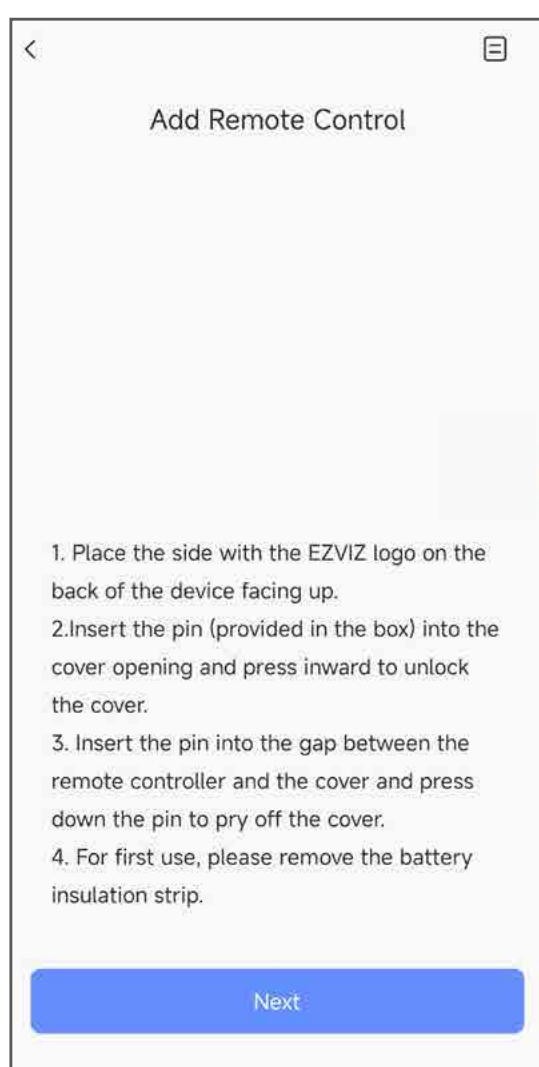 Add Remote Control
1. Place the side with the EZVIZ logo on the
back of the device facing up.
2.Insert the pin (provided in the box) into the
cover opening and press inward to unlock
the cover.
3. Insert the pin into the gap between the
remote controller and the cover and press
down the pin to pry off the cover.
4. For first use, please remove the battery
insulation strip.
Next